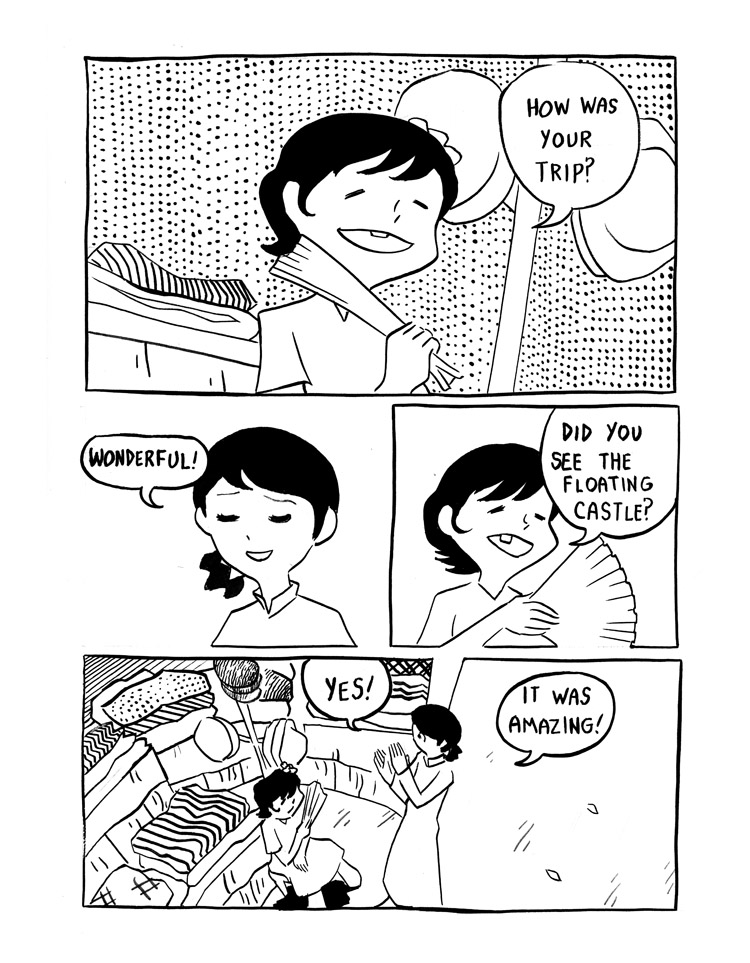 HOW WAS
YOUR
TRIP?
WONDERFUL!
DID YOU
SEE THE
FLOATING
CASTLE?
YES!
IT WAS
AMAZING!